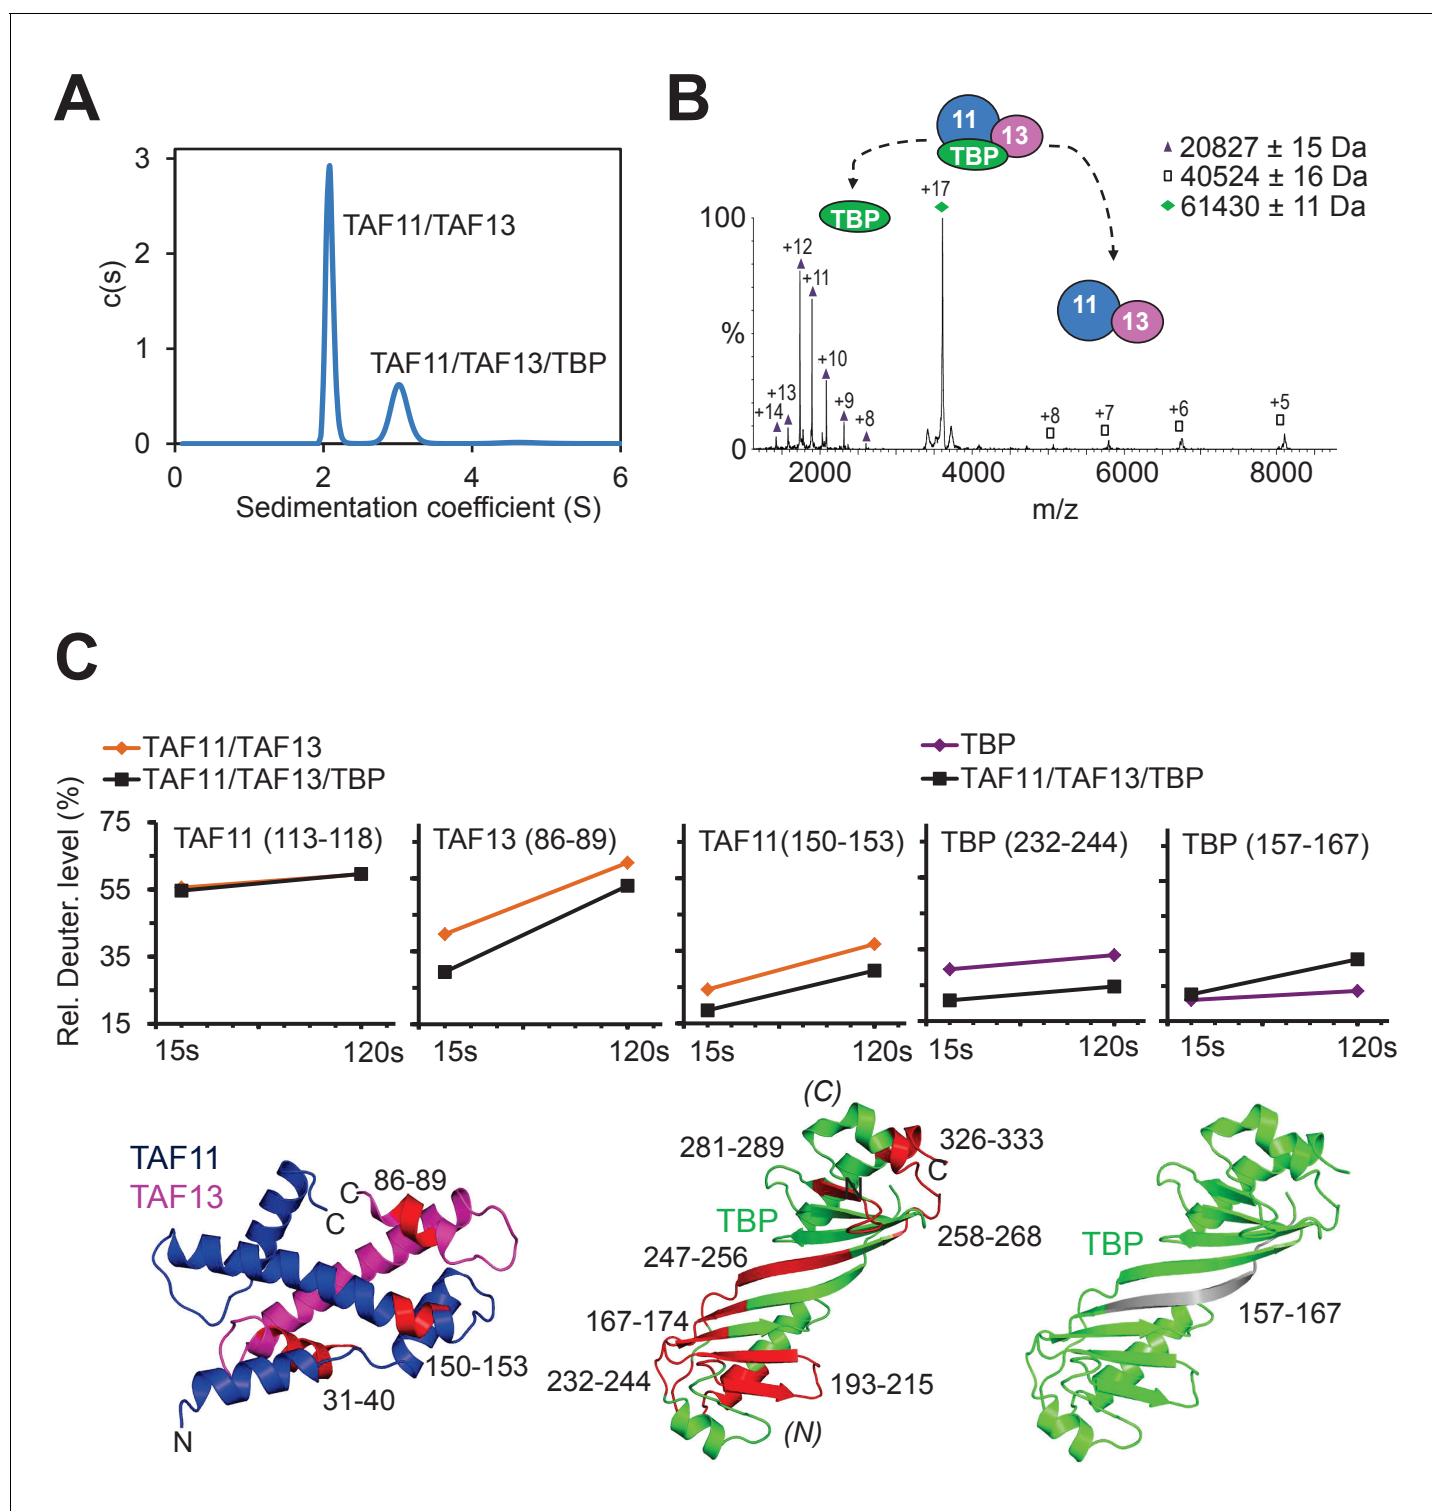 A
3
2
1
0
c(s)
TAF11/TAF13
TAF11/TAF13/TBP
0
2
4
6
Sedimentation coefficient (S)
B
11
13
TBP
TBP
11
13
20827 ± 15 Da
40524 ± 16 Da
61430 ± 11 Da
100
%
0
+14
+13
+12
+11
+10
+9
+8
+17
+8
+7
+6
+5
2000
4000
6000
8000
m/z
C
TAF11/TAF13
TAF11/TAF13/TBP
TBP
TAF11/TAF13/TBP
Rel. Deuter. level (%)
75
55
35
15
TAF11 (113-118)
TAF13 (86-89)
TAF11(150-153)
TBP (232-244)
TBP (157-167)
15s
120s
15s
120s
15s
120s
15s
120s
15s
120s
TAF11
TAF13
86-89
C
C
150-153
31-40
N
(C)
281-289
326-333
N
C
TBP
258-268
247-256
167-174
232-244
193-215
(N)
TBP
157-167